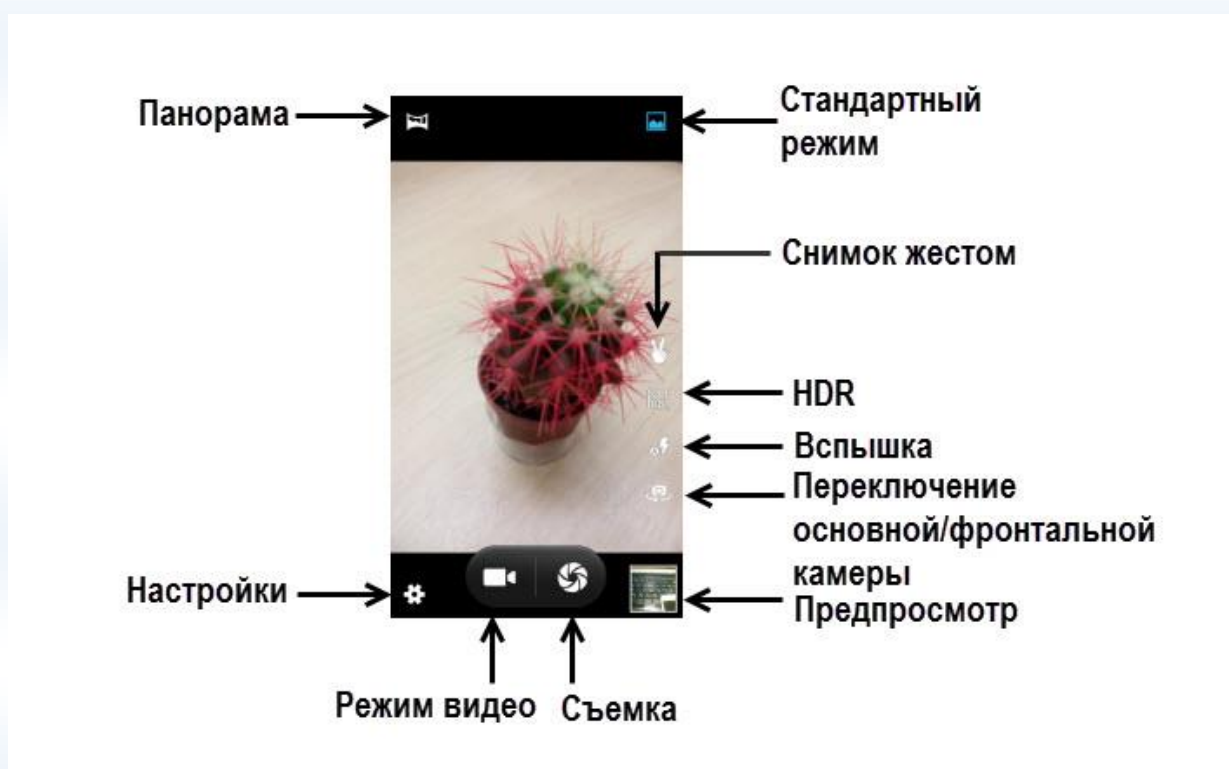 Панорама
Стандартный
режим
Снимок жестом
HDR
Вспышка
Переключение
основной/фронтальной
камеры
Предпросмотр
Настройки
Режим видео
Съемка